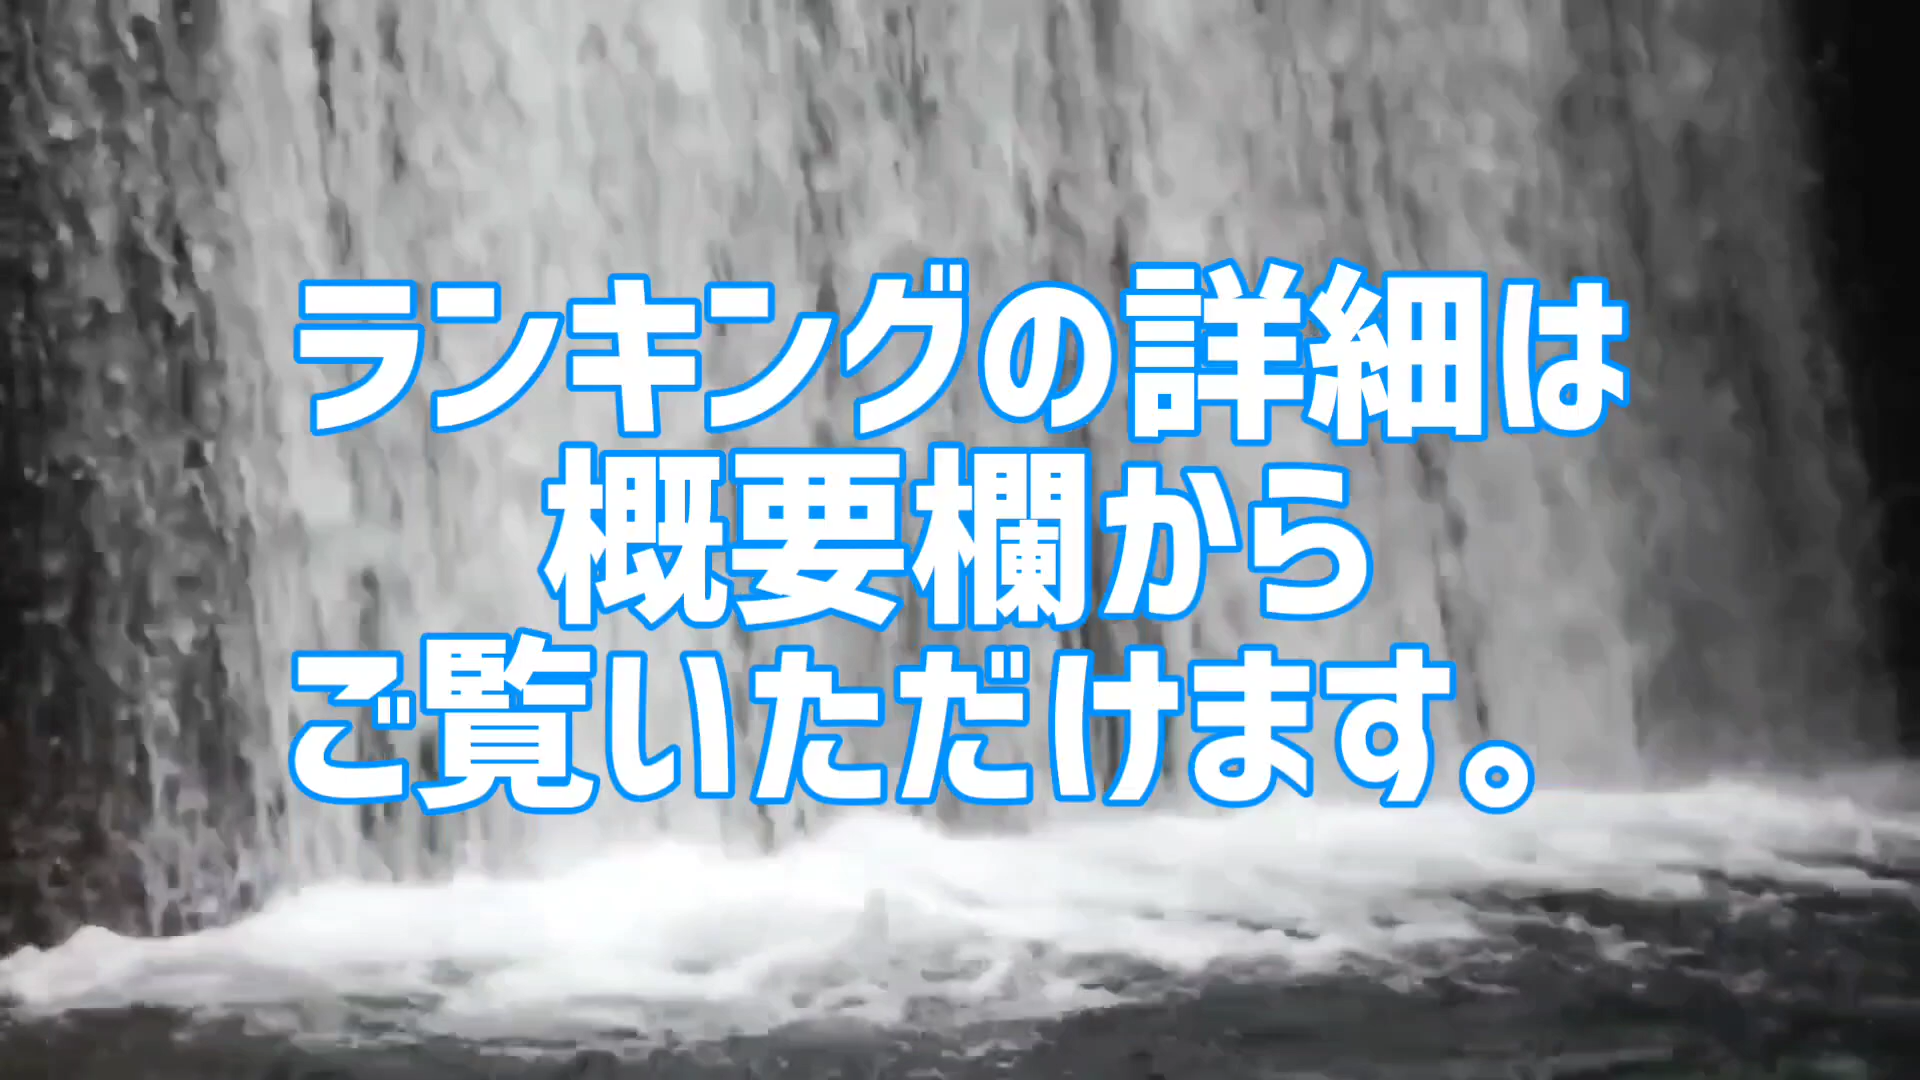 ランキングの詳細は
概要欄から
ご覧いただけます。